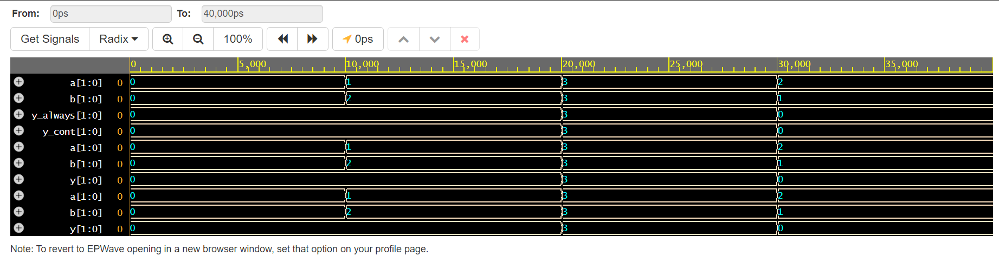 From: 0ps To: 40,000ps
Get Signals Radix 100% 0ps
0 5,000 10,000 15,000 20,000 25,000 30,000 35,000
a[1:0] 0 0 1 3 2
b[1:0] 0 0 2 3 1
y_always[1:0] 0 0 3 0
y_cont[1:0] 0 0 3 0
a[1:0] 0 0 1 3 2
b[1:0] 0 0 2 3 1
y[1:0] 0 0 3 0
a[1:0] 0 0 1 3 2
b[1:0] 0 0 2 3 1
y[1:0] 0 0 3 0
Note: To revert to EPWave opening in a new browser window, set that option on your profile page.